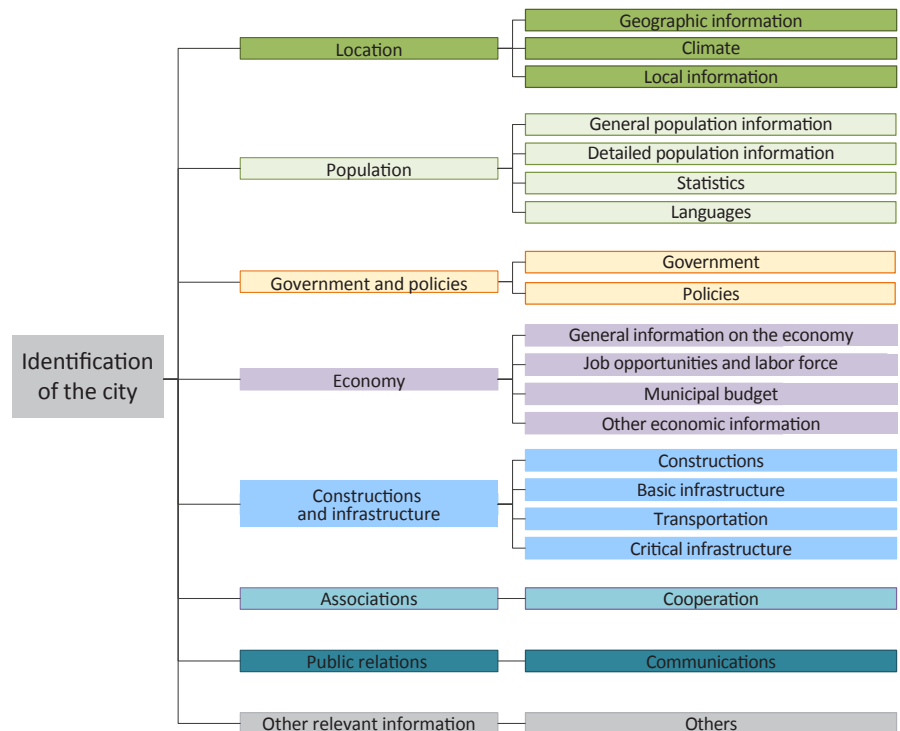 Identification
of the city
Location
Geographic information
Climate
Local information
Population
General population information
Detailed population information
Statistics
Languages
Government and policies
Government
Policies
Economy
General information on the economy
Job opportunities and labor force
Municipal budget
Other economic information
Constructions
and infrastructure
Constructions
Basic infrastructure
Transportation
Critical infrastructure
Associations
Cooperation
Public relations
Communications
Other relevant information
Others